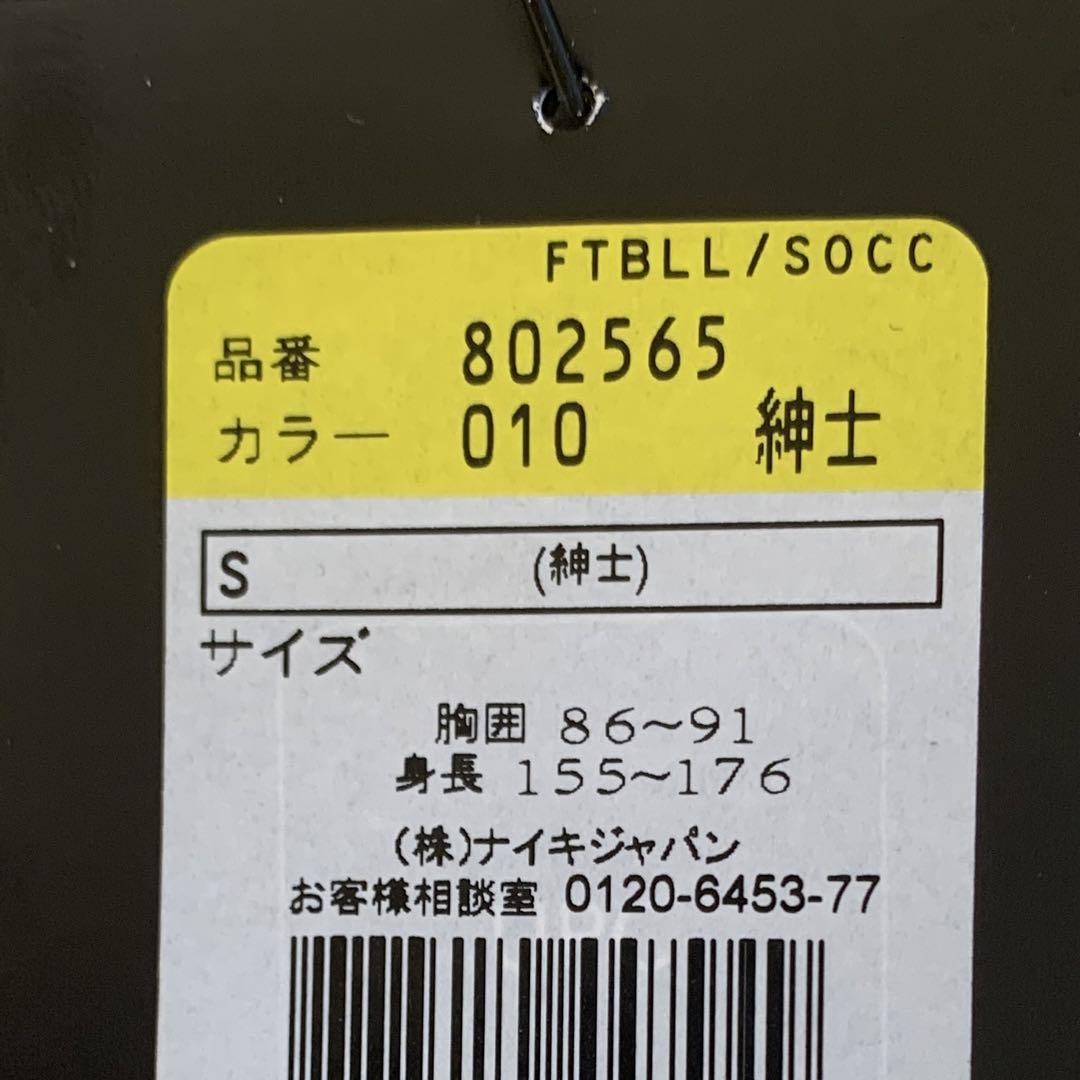 FTBLL/SOCC
品番 802565
カラー 010 紳士
S (紳士)
サイズ
胸囲 86~91
身長 155~176
(株)ナイキジャパン
お客様相談室 0120-6453-77